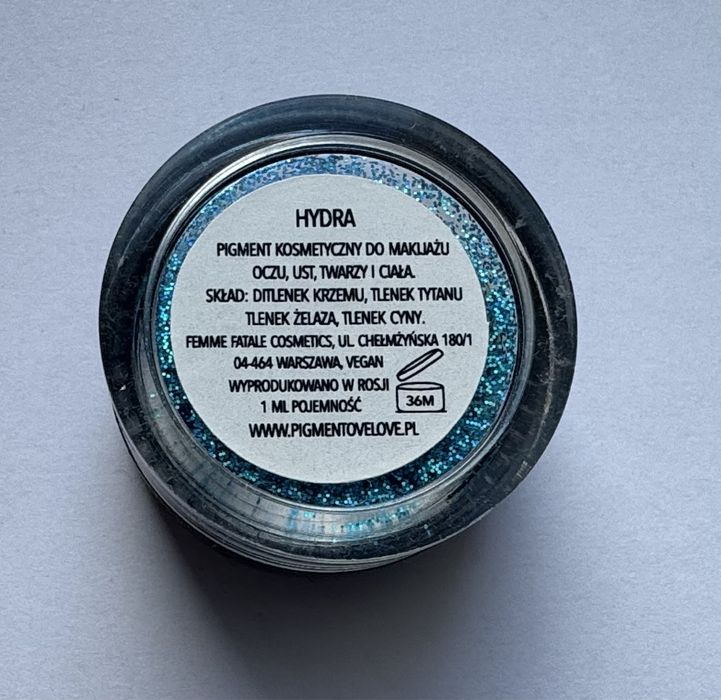 HYDRA
PIGMENT KOSMETYCZNY DO MAKIJAŻU
OCZU, UST, TWARZY I CIAŁA.
SKŁAD: DITLENEK KRZEMU, TLENEK TYTANU
TLENEK ŻELAZA, TLENEK CYNY.
FEMME FATALE COSMETICS, UL. CHEŁMŻYŃSKA 180/1
04-464 WARSZAWA, VEGAN
WYPRODUKOWANO W ROSJI
36M
1 ML POJEMNOŚĆ
WWW.PIGMENTOVELOVE.PL